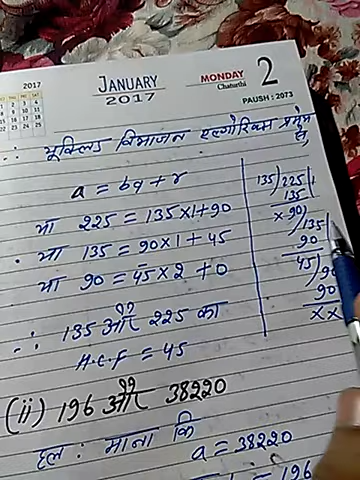 2017
JANUARY
2017
MONDAY
Chaturthi
2
PAUSH : 2073
∴ यूक्लिड विभाजन एल्गोरिथ्म प्रमेय से,
a = bq + r
या 225 = 135×1+90
या 135 = 90×1 + 45
या 90 = 45×2 + 0
∴ 135 और 225 का
H.C.F = 45
135)225(1
135
× 90)135(
90
45)90
90
××
(ii) 196 और 38220
हल : माना कि
a = 38220
= 196